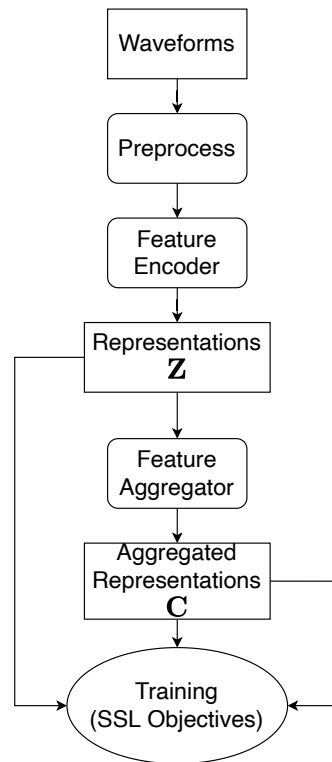 Waveforms
Preprocess
Feature
Encoder
Representations
Z
Feature
Aggregator
Aggregated
Representations
C
Training
(SSL Objectives)